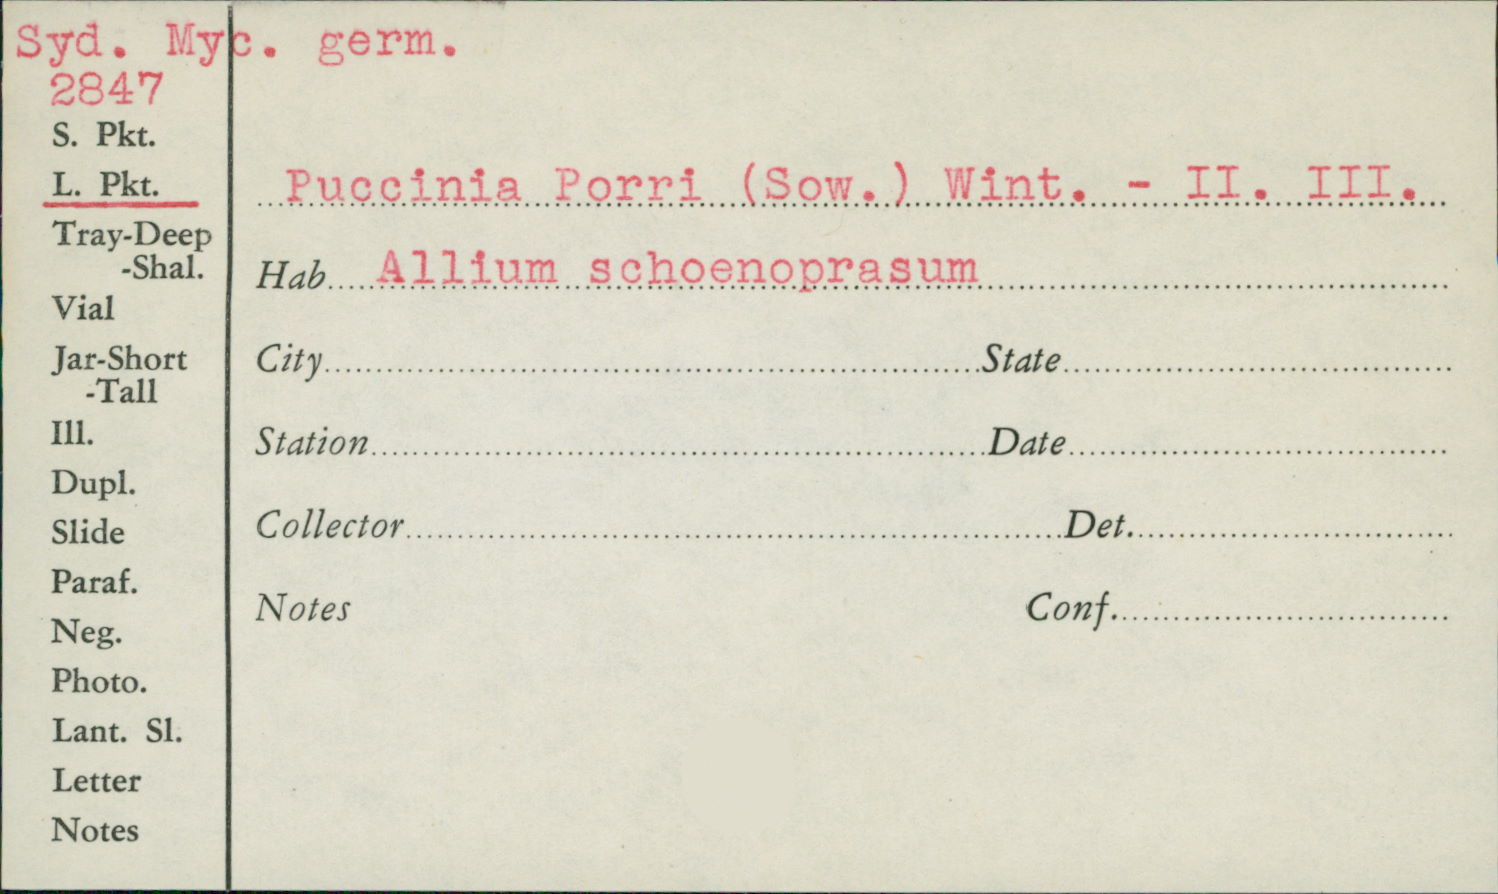 Syd. Myc. germ.
2847
S. Pkt.
L. Pkt.
Puccinia Porri (Sow.) Wint. - II. III.
Tray-Deep
-Shal.
Hab. Allium schoenoprasum
Vial
Jar-Short
-Tall
City State
Ill.
Station Date
Dupl.
Slide
Collector Det.
Paraf.
Neg.
Notes Conf.
Photo.
Lant. Sl.
Letter
Notes